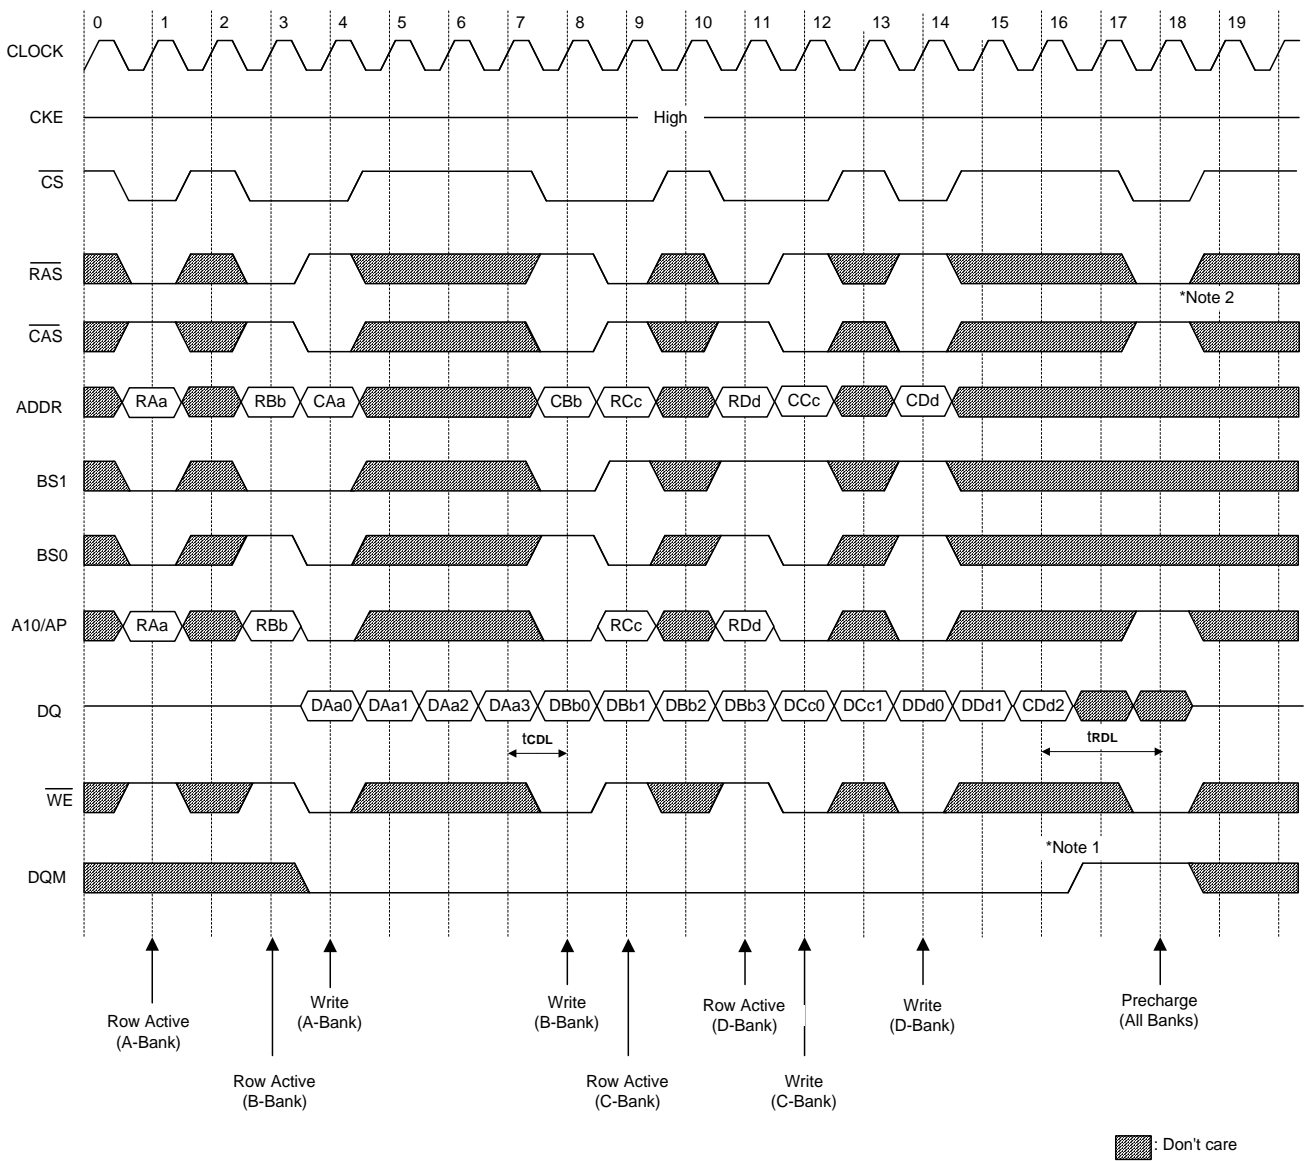 0 1 2 3 4 5 6 7 8 9 10 11 12 13 14 15 16 17 18 19
CLOCK
CKE High
CS
RAS
*Note 2
CAS
ADDR RAa RBb CAa CBb RCc RDd CCc CDd
BS1
BS0
A10/AP RAa RBb RCc RDd
DQ DAa0 DAa1 DAa2 DAa3 DBb0 DBb1 DBb2 DBb3 DCc0 DCc1 DDd0 DDd1 CDd2
tCDL tRDL
WE
*Note 1
DQM
Row Active
(A-Bank)
Row Active
(B-Bank)
Write
(A-Bank)
Write
(B-Bank)
Row Active
(C-Bank)
Row Active
(D-Bank)
Write
(C-Bank)
Write
(D-Bank)
Precharge
(All Banks)
: Don't care